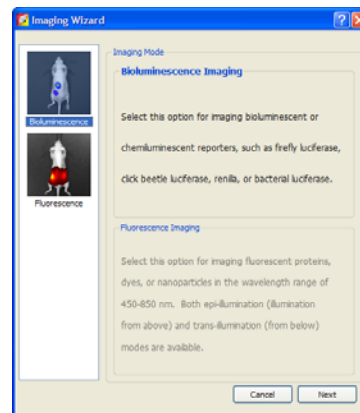 Imaging Wizard
Bioluminescence
Fluorescence
Imaging Mode
Bioluminescence Imaging
Select this option for imaging bioluminescent or
chemiluminescent reporters, such as firefly luciferase,
click beetle luciferase, renilla, or bacterial luciferase.
Fluorescence Imaging
Select this option for imaging fluorescent proteins,
dyes, or nanoparticles in the wavelength range of
450-850 nm. Both epi-illumination (illumination
from above) and trans-illumination (from below)
modes are available.
Cancel Next